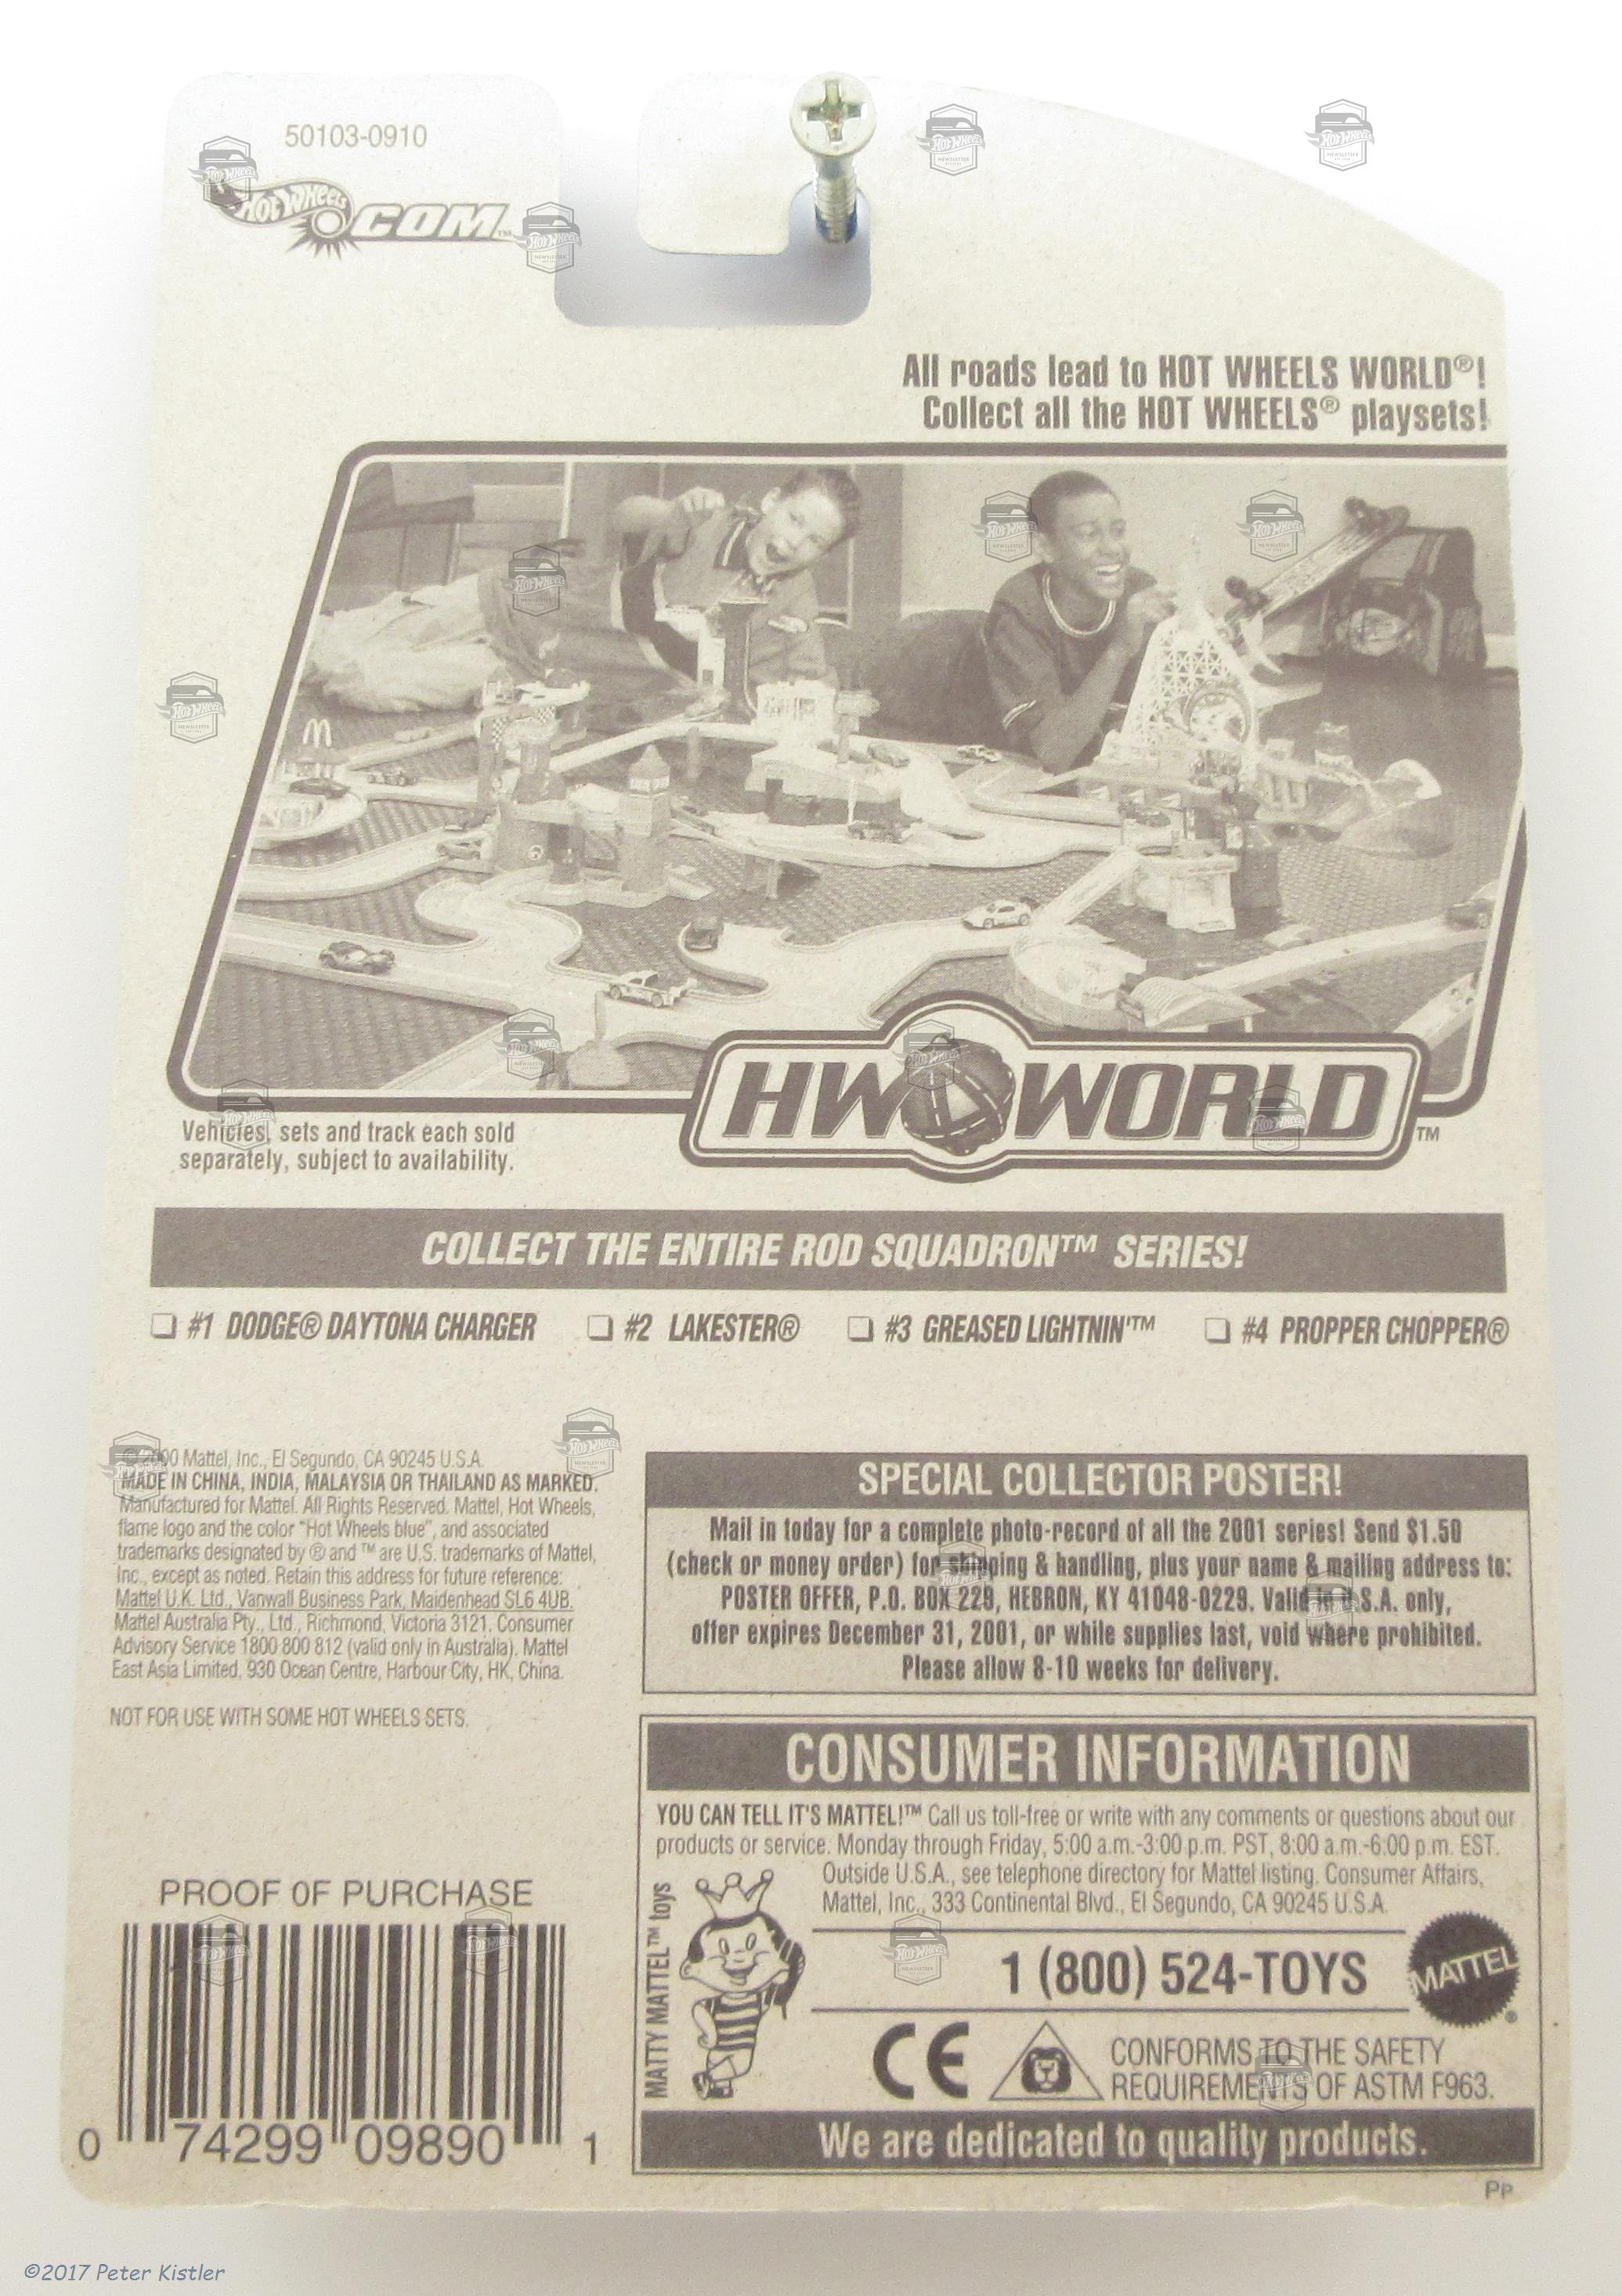 50103-0910
HOT WHEELS .COM™
All roads lead to HOT WHEELS WORLD®!
Collect all the HOT WHEELS® playsets!
HW WORLD™
Vehicles, sets and track each sold
separately, subject to availability.
COLLECT THE ENTIRE ROD SQUADRON™ SERIES!
#1 DODGE® DAYTONA CHARGER
#2 LAKESTER®
#3 GREASED LIGHTNIN'™
#4 PROPPER CHOPPER®
©2000 Mattel, Inc., El Segundo, CA 90245 U.S.A.
MADE IN CHINA, INDIA, MALAYSIA OR THAILAND AS MARKED.
Manufactured for Mattel. All Rights Reserved. Mattel, Hot Wheels,
flame logo and the color "Hot Wheels blue", and associated
trademarks designated by ® and ™ are U.S. trademarks of Mattel,
Inc., except as noted. Retain this address for future reference:
Mattel U.K. Ltd., Vanwall Business Park, Maidenhead SL6 4UB.
Mattel Australia Pty., Ltd., Richmond, Victoria 3121. Consumer
Advisory Service 1800 800 812 (valid only in Australia). Mattel
East Asia Limited, 930 Ocean Centre, Harbour City, HK, China.
NOT FOR USE WITH SOME HOT WHEELS SETS.
SPECIAL COLLECTOR POSTER!
Mail in today for a complete photo-record of all the 2001 series! Send $1.50
(check or money order) for shipping & handling, plus your name & mailing address to:
POSTER OFFER, P.O. BOX 229, HEBRON, KY 41048-0229. Valid in U.S.A. only,
offer expires December 31, 2001, or while supplies last, void where prohibited.
Please allow 8-10 weeks for delivery.
CONSUMER INFORMATION
YOU CAN TELL IT'S MATTEL!™ Call us toll-free or write with any comments or questions about our
products or service. Monday through Friday, 5:00 a.m.-3:00 p.m. PST, 8:00 a.m.-6:00 p.m. EST.
Outside U.S.A., see telephone directory for Mattel listing. Consumer Affairs,
Mattel, Inc., 333 Continental Blvd., El Segundo, CA 90245 U.S.A.
MATTY MATTEL™ toys
1 (800) 524-TOYS
MATTEL®
CE
CONFORMS TO THE SAFETY
REQUIREMENTS OF ASTM F963.
We are dedicated to quality products.
PROOF OF PURCHASE
0 74299 09890 1
Pp
©2017 Peter Kistler